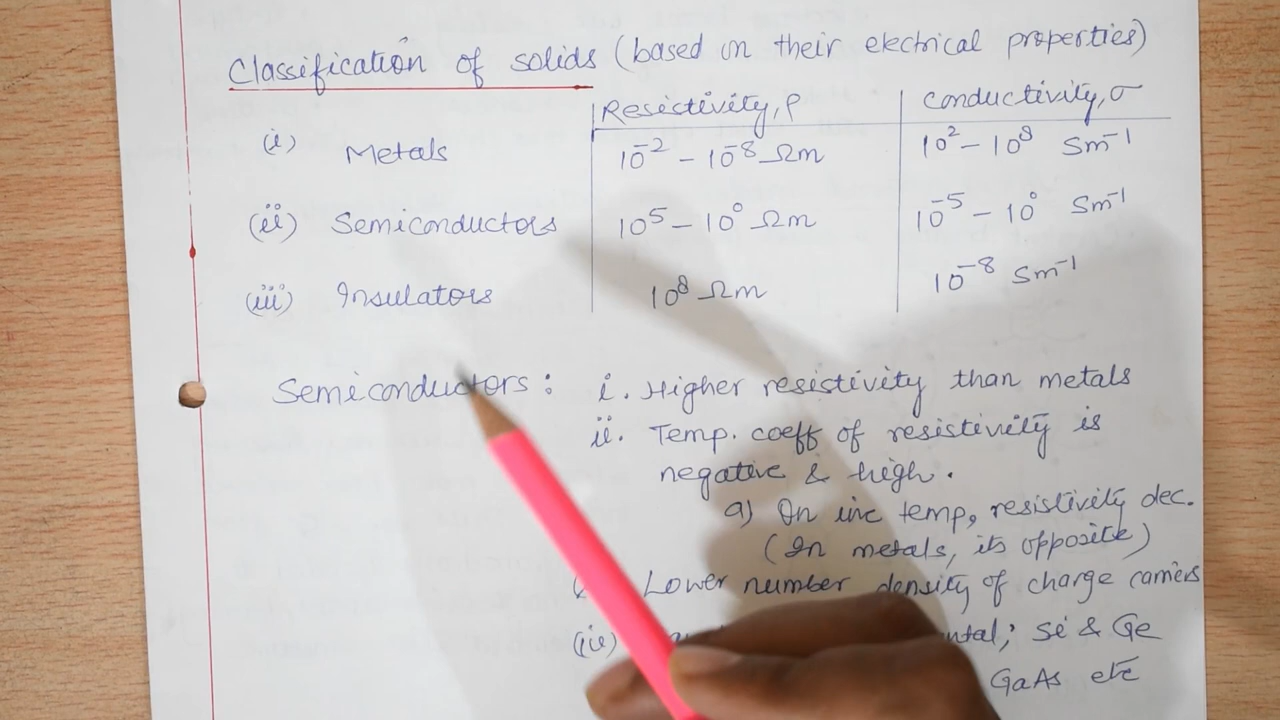 Classification of solids (based on their electrical properties)
Resistivity, ρ Conductivity, σ
(i) Metals 10⁻² - 10⁻⁸ Ωm 10² - 10⁸ Sm⁻¹
(ii) Semiconductors 10⁵ - 10⁰ Ωm 10⁻⁵ - 10⁰ Sm⁻¹
(iii) Insulators 10⁸ Ωm 10⁻⁸ Sm⁻¹
Semiconductors: i. Higher resistivity than metals
ii. Temp. coeff of resistivity is
negative & high.
a) On inc temp, resistivity dec.
(In metals, its opposite)
Lower number density of charge carriers
(iv) Si & Ge
GaAs etc